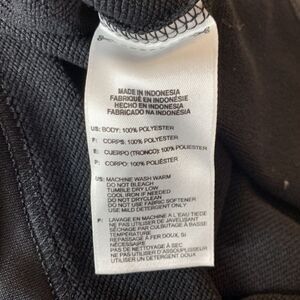 MADE IN INDONESIA
FABRIQUÉ EN INDONÉSIE
HECHO EN INDONESIA
FABRICADO NA INDONÉSIA
US: BODY: 100% POLYESTER
F: CORPS: 100% POLYESTER
E: CUERPO (TRONCO): 100% POLIESTER
P: CORPO: 100% POLIÉSTER
US: MACHINE WASH WARM
DO NOT BLEACH
TUMBLE DRY LOW
COOL IRON IF NEEDED
DO NOT DRYCLEAN
DO NOT USE FABRIC SOFTENER
USE MILD DETERGENT ONLY
F: LAVAGE EN MACHINE À L'EAU TIÈDE
NE PAS UTILISER DE JAVELLISANT
SÉCHAGE PAR CULBUTAGE À BASSE
TEMPÉRATURE
REPASSAGE À FER DOUX, SI
NÉCESSAIRE
PAS DE NETTOYAGE À SEC
NE PAS UTILISER D'ASSOUPLISSEUR
UTILISER UN DÉTERGENT DOUX